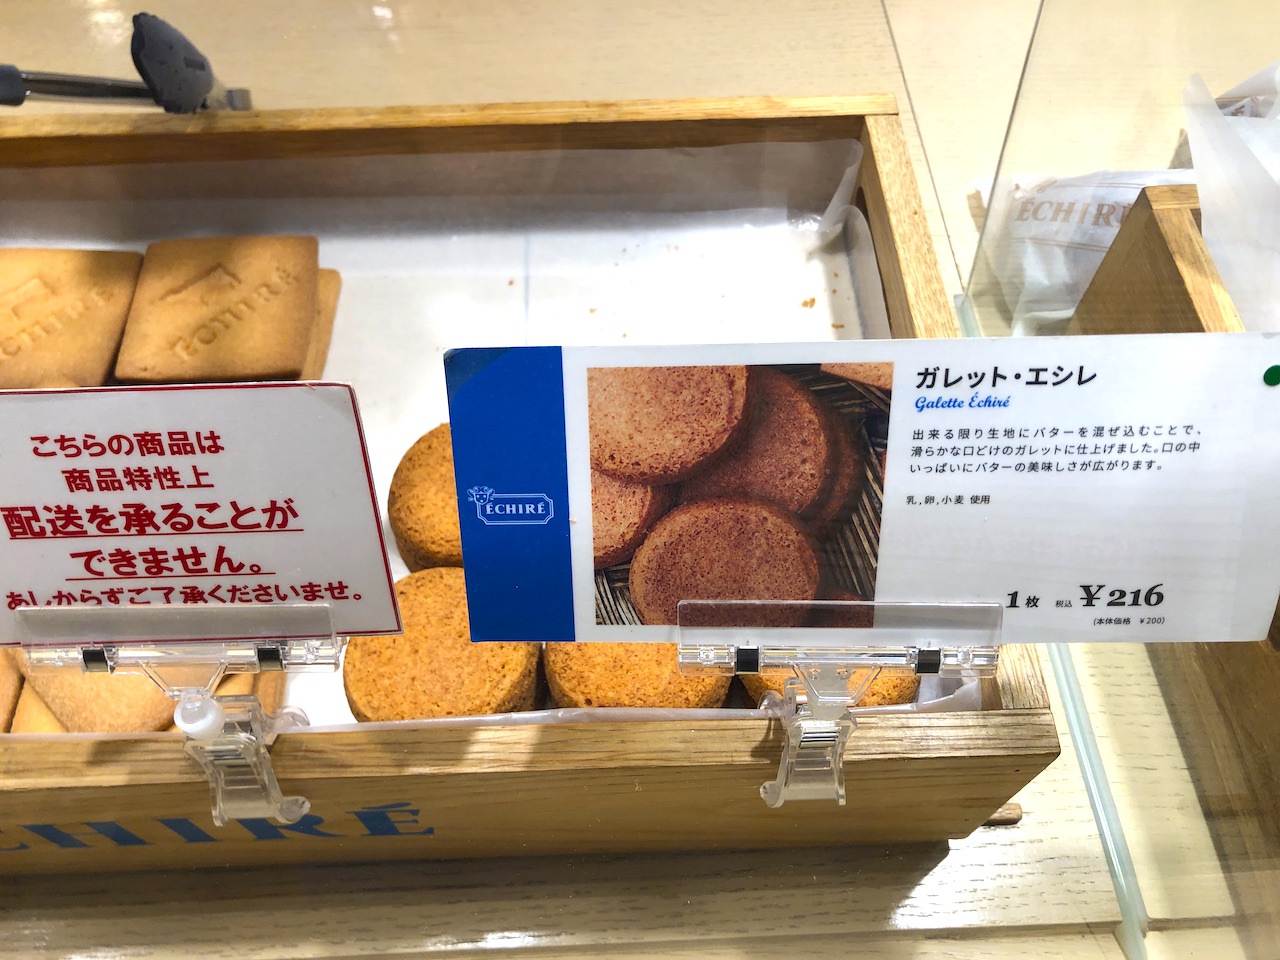 ÉCHIRÉ
ÉCHIRÉ
こちらの商品は
商品特性上
配送を承ることが
できません。
あしからずご了承くださいませ。
ÉCHIRÉ
ガレット・エシレ
Galette Échiré
出来る限り生地にバターを混ぜ込むことで、
滑らかな口どけのガレットに仕上げました。口の中
いっぱいにバターの美味しさが広がります。
乳,卵,小麦 使用
1枚 税込 ¥216
(本体価格 ¥200)
CHIRÉ